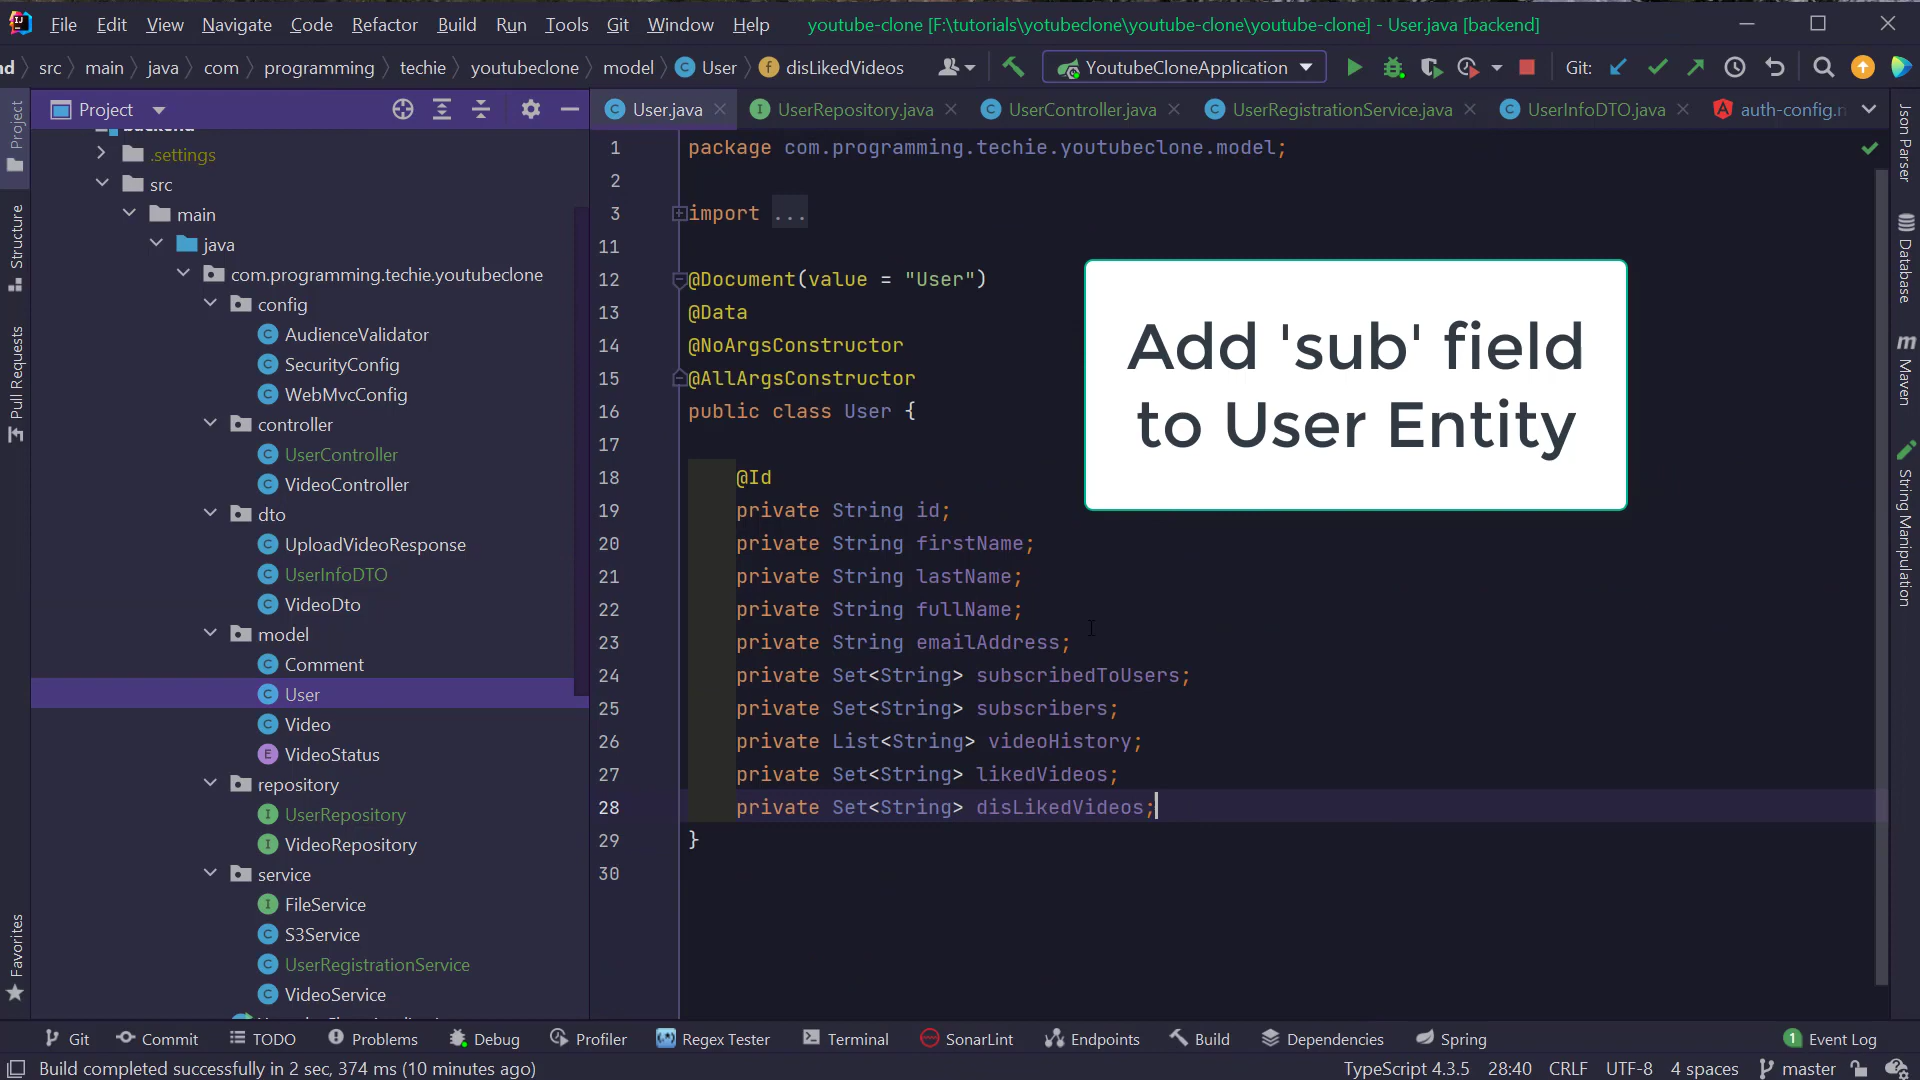 File Edit View Navigate Code Refactor Build Run Tools Git Window Help youtube-clone [F:\tutorials\yotubeclone\youtube-clone\youtube-clone] - User.java [backend]
nd src main java com programming techie youtubeclone model User disLikedVideos YoutubeCloneApplication Git:
Project
User.java UserRepository.java UserController.java UserRegistrationService.java UserInfoDTO.java auth-config.n
Project
Structure
Pull Requests
Favorites
backend
.settings
src
main
java
com.programming.techie.youtubeclone
config
AudienceValidator
SecurityConfig
WebMvcConfig
controller
UserController
VideoController
dto
UploadVideoResponse
UserInfoDTO
VideoDto
model
Comment
User
Video
VideoStatus
repository
UserRepository
VideoRepository
service
FileService
S3Service
UserRegistrationService
VideoService
1 package com.programming.techie.youtubeclone.model;
2
3 import ...
11
12 @Document(value = "User")
13 @Data
14 @NoArgsConstructor
15 @AllArgsConstructor
16 public class User {
17
18 @Id
19 private String id;
20 private String firstName;
21 private String lastName;
22 private String fullName;
23 private String emailAddress;
24 private Set<String> subscribedToUsers;
25 private Set<String> subscribers;
26 private List<String> videoHistory;
27 private Set<String> likedVideos;
28 private Set<String> disLikedVideos;
29 }
30
Add 'sub' field
to User Entity
Json Parser
Database
Maven
String Manipulation
Git Commit TODO Problems Debug Profiler Regex Tester Terminal SonarLint Endpoints Build Dependencies Spring 1 Event Log
Build completed successfully in 2 sec, 374 ms (10 minutes ago) TypeScript 4.3.5 28:40 CRLF UTF-8 4 spaces master